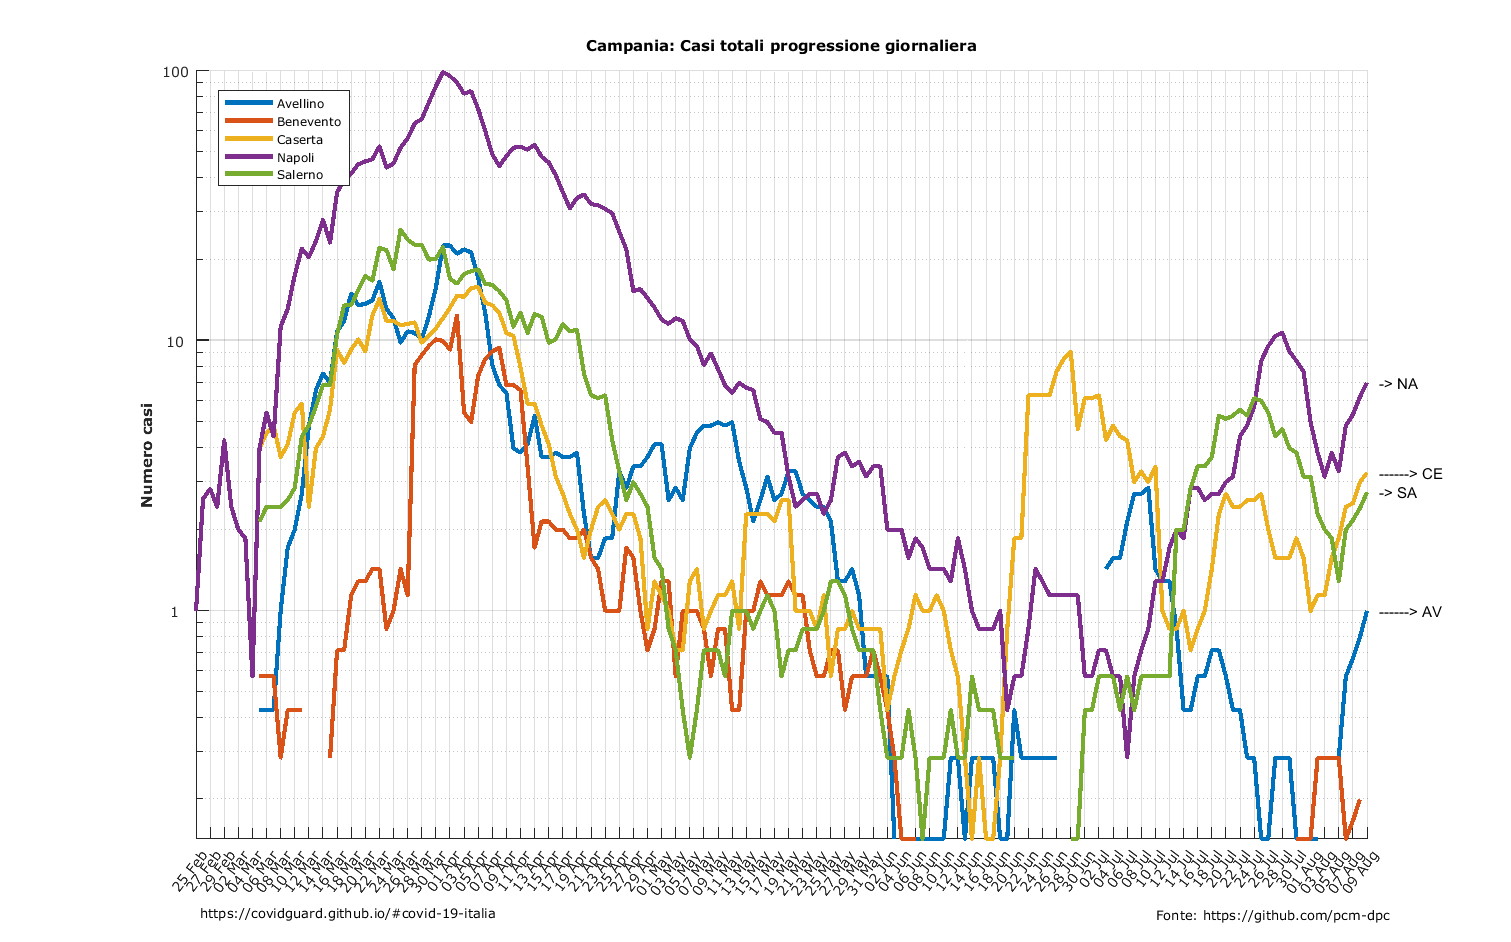 Campania: Casi totali progressione giornaliera
100
10
1
Numero casi
Avellino
Benevento
Caserta
Napoli
Salerno
-> NA
------> CE
-> SA
------> AV
25 Feb
27 Feb
29 Feb
02 Mar
04 Mar
06 Mar
08 Mar
10 Mar
12 Mar
14 Mar
16 Mar
18 Mar
20 Mar
22 Mar
24 Mar
26 Mar
28 Mar
30 Mar
01 Apr
03 Apr
05 Apr
07 Apr
09 Apr
11 Apr
13 Apr
15 Apr
17 Apr
19 Apr
21 Apr
23 Apr
25 Apr
27 Apr
29 Apr
01 May
03 May
05 May
07 May
09 May
11 May
13 May
15 May
17 May
19 May
21 May
23 May
25 May
27 May
29 May
31 May
02 Jun
04 Jun
06 Jun
08 Jun
10 Jun
12 Jun
14 Jun
16 Jun
18 Jun
20 Jun
22 Jun
24 Jun
26 Jun
28 Jun
30 Jun
02 Jul
04 Jul
06 Jul
08 Jul
10 Jul
12 Jul
14 Jul
16 Jul
18 Jul
20 Jul
22 Jul
24 Jul
26 Jul
28 Jul
30 Jul
01 Aug
03 Aug
05 Aug
07 Aug
09 Aug
https://covidguard.github.io/#covid-19-italia
Fonte: https://github.com/pcm-dpc